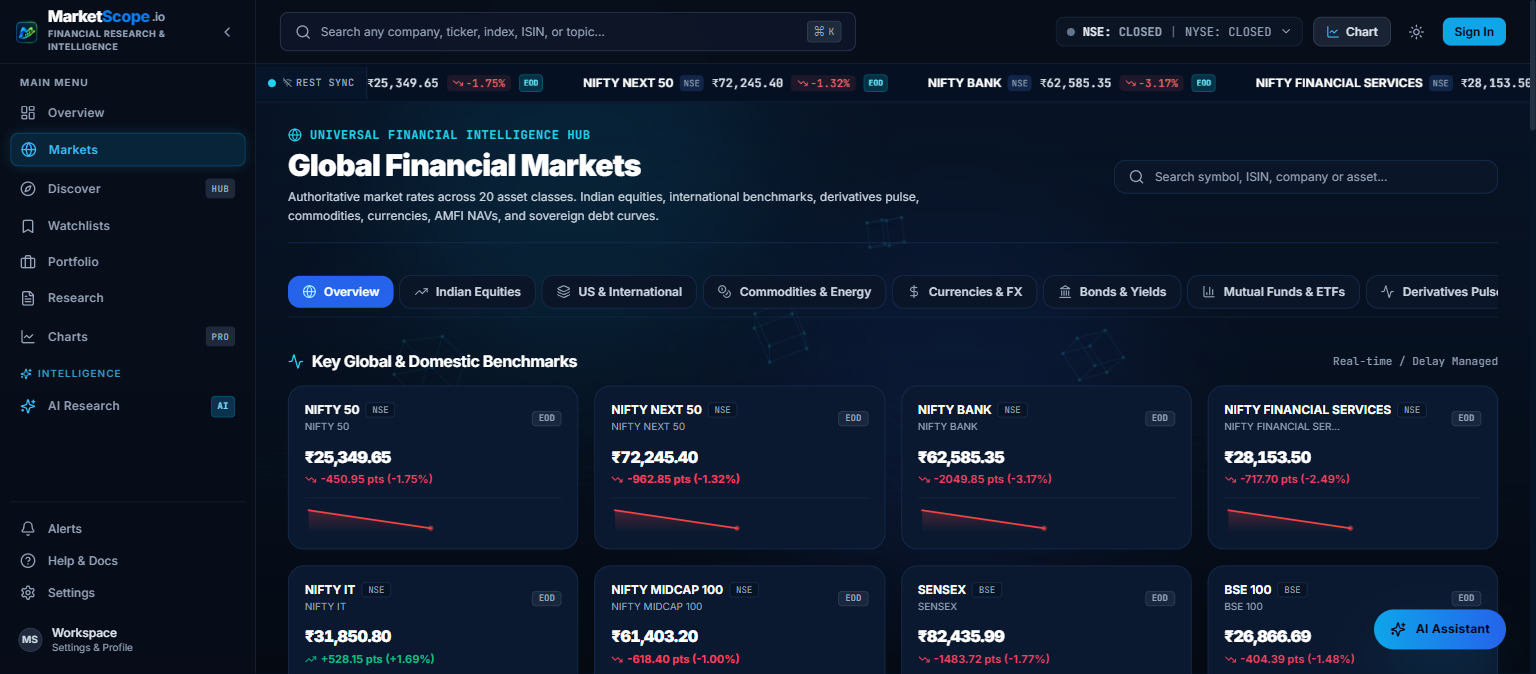 MarketScope.io
FINANCIAL RESEARCH &
INTELLIGENCE
Search any company, ticker, index, ISIN, or topic...
⌘ K
NSE: CLOSED | NYSE: CLOSED
Chart
Sign In
MAIN MENU
Overview
Markets
Discover HUB
Watchlists
Portfolio
Research
Charts PRO
INTELLIGENCE
AI Research AI
Alerts
Help & Docs
Settings
MS
Workspace
Settings & Profile
REST SYNC ₹25,349.65 -1.75% EOD NIFTY NEXT 50 NSE ₹72,245.40 -1.32% EOD NIFTY BANK NSE ₹62,585.35 -3.17% EOD NIFTY FINANCIAL SERVICES NSE ₹28,153.50
UNIVERSAL FINANCIAL INTELLIGENCE HUB
Global Financial Markets
Authoritative market rates across 20 asset classes. Indian equities, international benchmarks, derivatives pulse,
commodities, currencies, AMFI NAVs, and sovereign debt curves.
Search symbol, ISIN, company or asset...
Overview Indian Equities US & International Commodities & Energy Currencies & FX Bonds & Yields Mutual Funds & ETFs Derivatives Pulse
Key Global & Domestic Benchmarks
Real-time / Delay Managed
NIFTY 50 NSE EOD
NIFTY 50
₹25,349.65
-450.95 pts (-1.75%)
NIFTY NEXT 50 NSE EOD
NIFTY NEXT 50
₹72,245.40
-962.85 pts (-1.32%)
NIFTY BANK NSE EOD
NIFTY BANK
₹62,585.35
-2049.85 pts (-3.17%)
NIFTY FINANCIAL SERVICES NSE EOD
NIFTY FINANCIAL SER...
₹28,153.50
-717.70 pts (-2.49%)
NIFTY IT NSE EOD
NIFTY IT
₹31,850.80
+528.15 pts (+1.69%)
NIFTY MIDCAP 100 NSE EOD
NIFTY MIDCAP 100
₹61,403.20
-618.40 pts (-1.00%)
SENSEX BSE EOD
SENSEX
₹82,435.99
-1483.72 pts (-1.77%)
BSE 100 BSE EOD
BSE 100
₹26,866.69
-404.39 pts (-1.48%)
AI Assistant